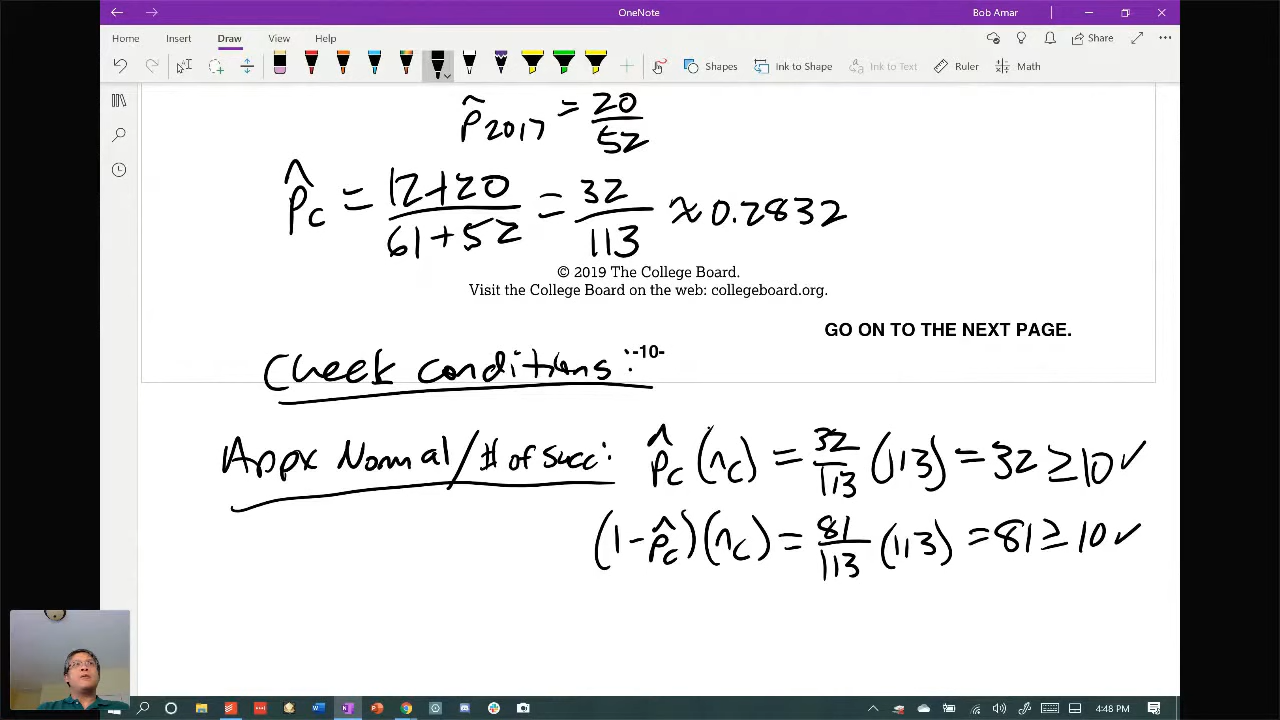 OneNote
Bob Amar
Home Insert Draw View Help
Share
Shapes Ink to Shape Ink to Text Ruler Math
p̂2017 = 20/52
p̂c = 12+20/61+52 = 32/113 ≈ 0.2832
© 2019 The College Board.
Visit the College Board on the web: collegeboard.org.
GO ON TO THE NEXT PAGE.
-10-
Check conditions:
Appx Normal/# of Succ: p̂c(nc) = 32/113 (113) = 32 ≥ 10 ✓
(1-p̂c)(nc) = 81/113 (113) = 81 ≥ 10 ✓
4:48 PM